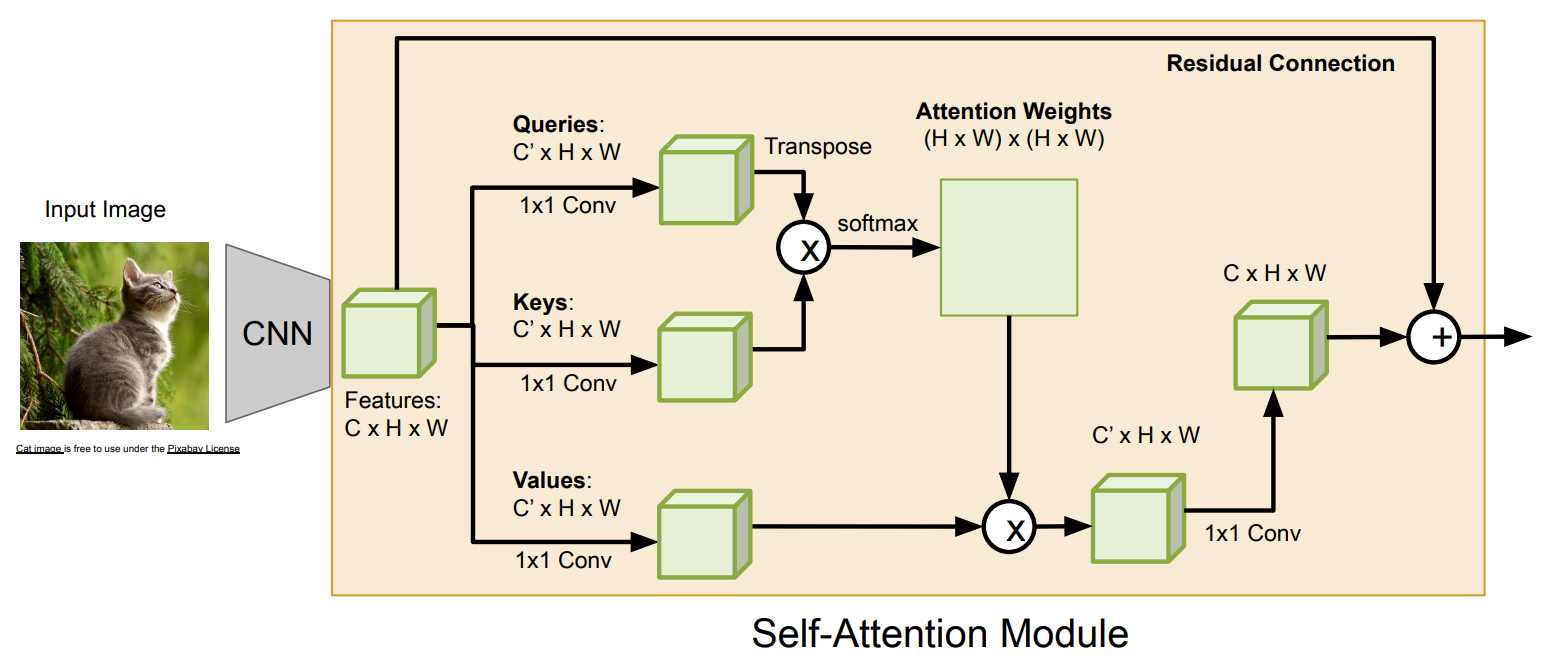 Residual Connection
Attention Weights
(H x W) x (H x W)
Queries:
C’ x H x W
Transpose
1x1 Conv
Input Image
softmax
X
C x H x W
Keys:
C’ x H x W
CNN
+
1x1 Conv
Features:
C x H x W
C’ x H x W
Cat image is free to use under the Pixabay License
Values:
C’ x H x W
X
1x1 Conv
1x1 Conv
Self-Attention Module